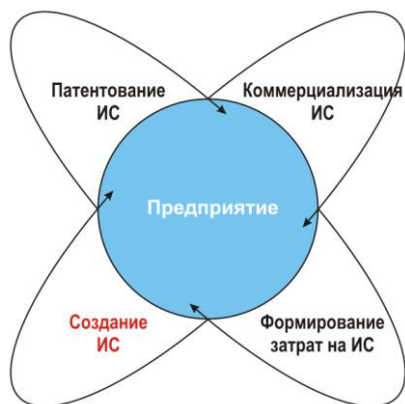 Патентование
ИС
Коммерциализация
ИС
Предприятие
Создание
ИС
Формирование
затрат на ИС